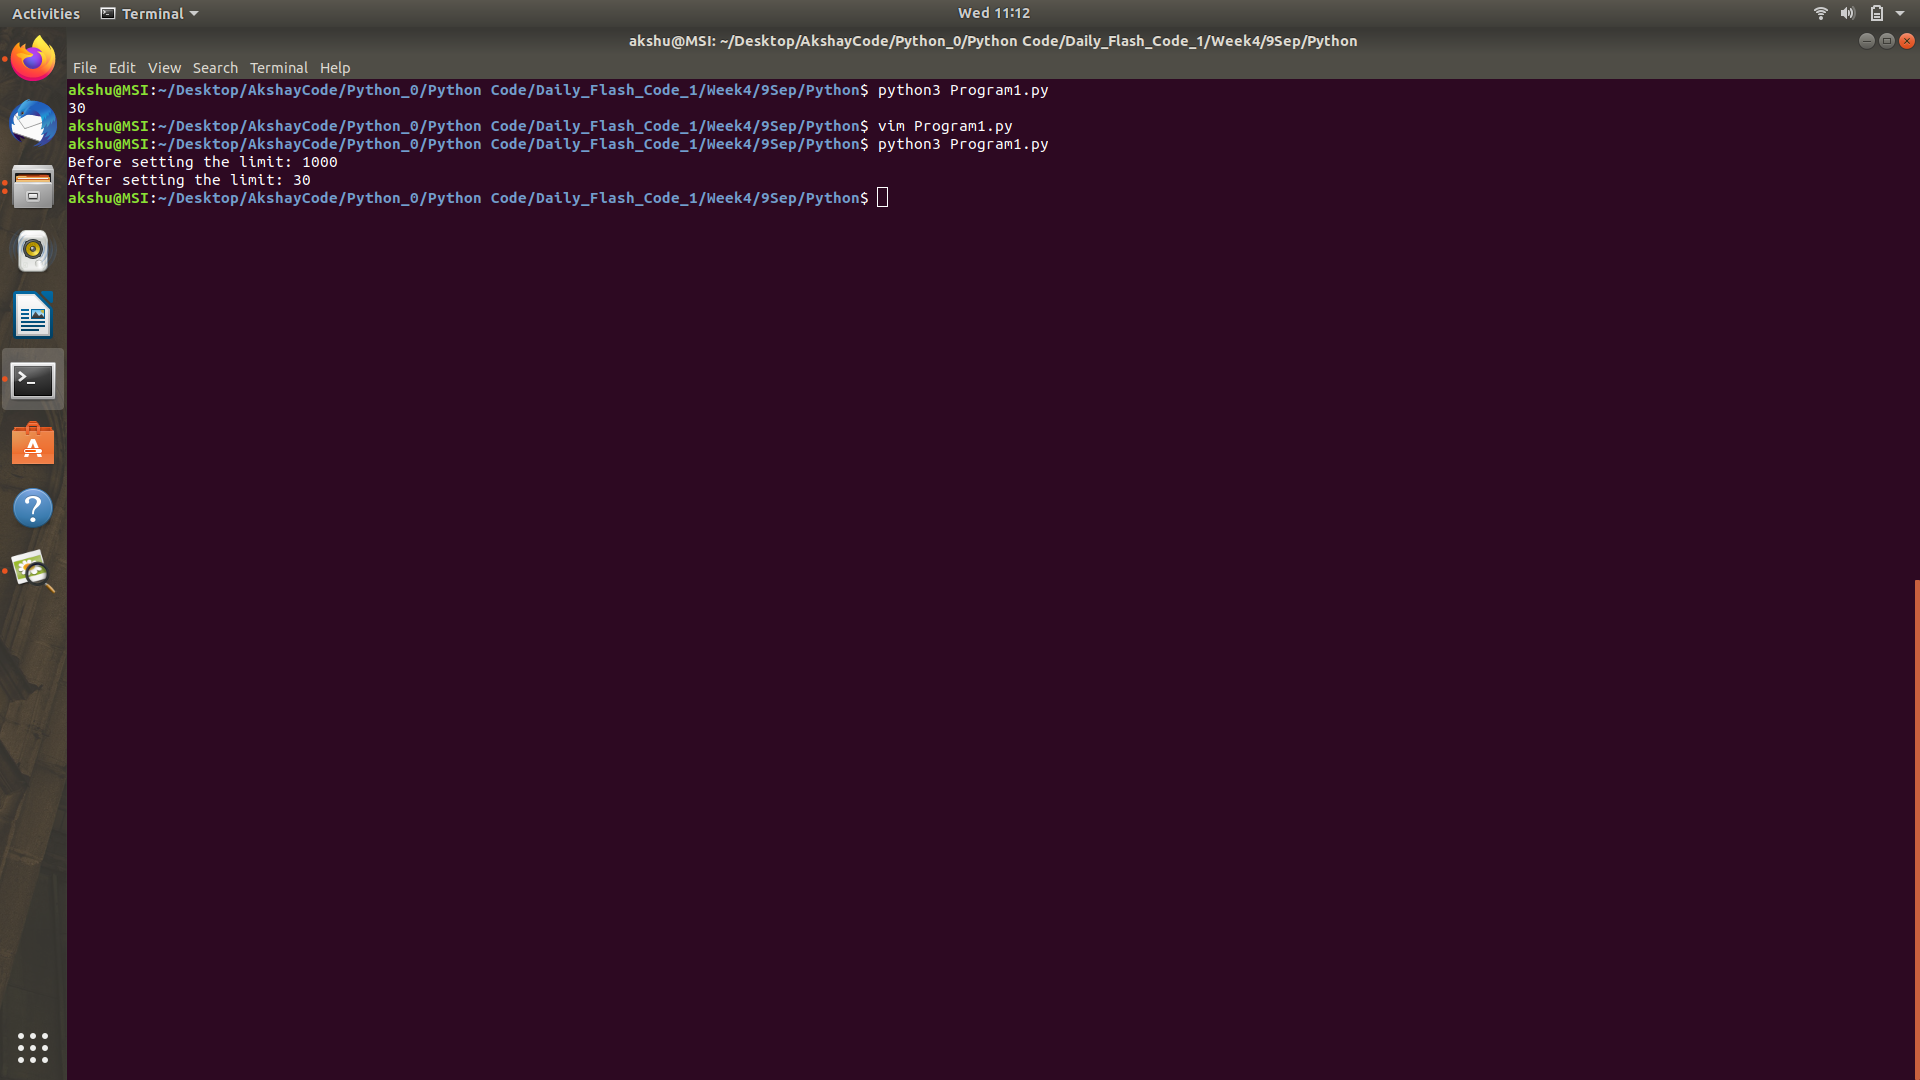 Activities Terminal Wed 11:12
akshu@MSI: ~/Desktop/AkshayCode/Python_0/Python Code/Daily_Flash_Code_1/Week4/9Sep/Python
File Edit View Search Terminal Help
akshu@MSI:~/Desktop/AkshayCode/Python_0/Python Code/Daily_Flash_Code_1/Week4/9Sep/Python$ python3 Program1.py
30
akshu@MSI:~/Desktop/AkshayCode/Python_0/Python Code/Daily_Flash_Code_1/Week4/9Sep/Python$ vim Program1.py
akshu@MSI:~/Desktop/AkshayCode/Python_0/Python Code/Daily_Flash_Code_1/Week4/9Sep/Python$ python3 Program1.py
Before setting the limit: 1000
After setting the limit: 30
akshu@MSI:~/Desktop/AkshayCode/Python_0/Python Code/Daily_Flash_Code_1/Week4/9Sep/Python$